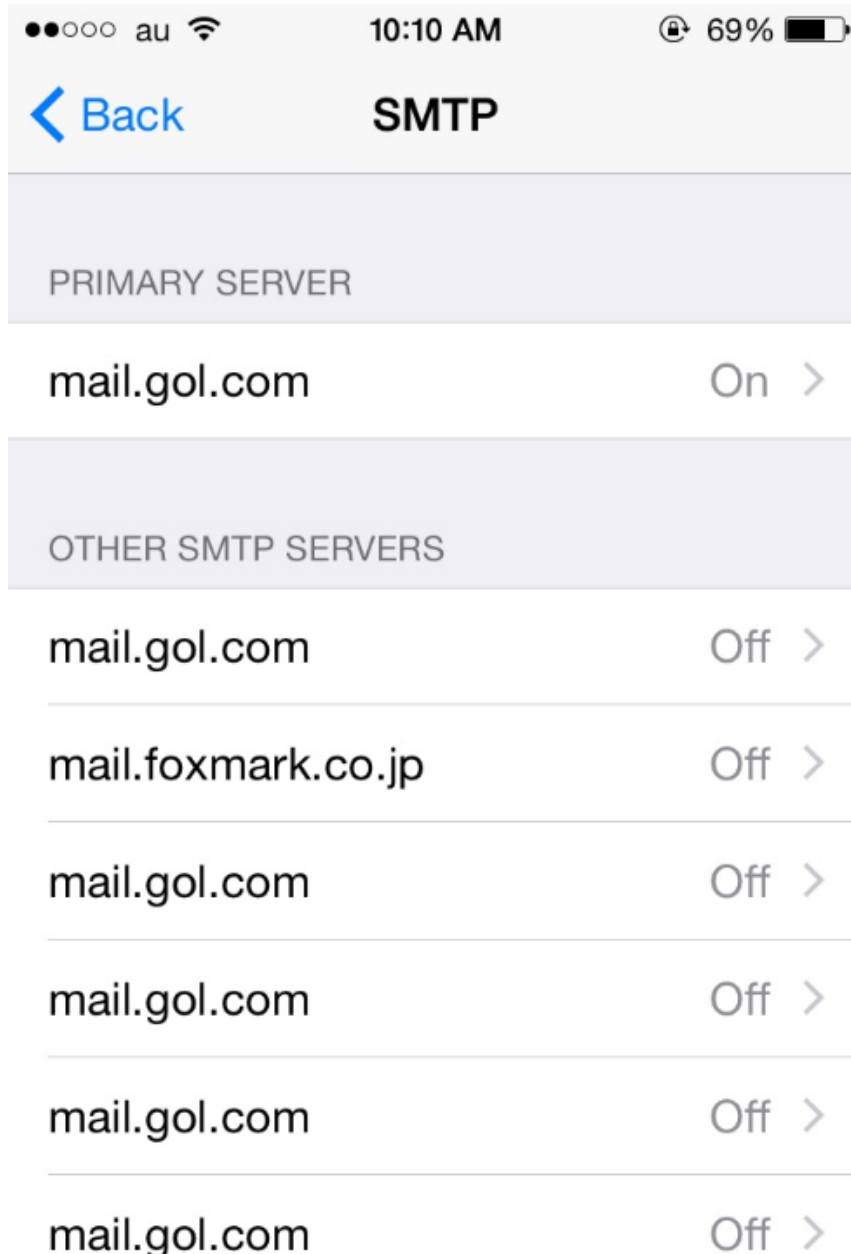 au 10:10 AM 69%
Back SMTP
PRIMARY SERVER
mail.gol.com On
OTHER SMTP SERVERS
mail.gol.com Off
mail.foxmark.co.jp Off
mail.gol.com Off
mail.gol.com Off
mail.gol.com Off
mail.gol.com Off